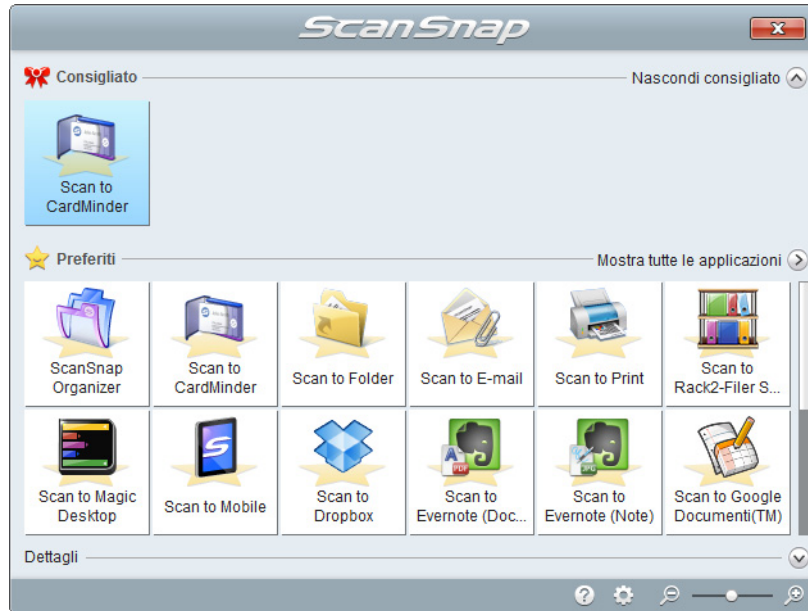 ScanSnap
Consigliato
Nascondi consigliato
Scan to
CardMinder
Preferiti
Mostra tutte le applicazioni
ScanSnap
Organizer
Scan to
CardMinder
Scan to Folder
Scan to E-mail
Scan to Print
Scan to
Rack2-Filer S...
Scan to Magic
Desktop
Scan to Mobile
Scan to
Dropbox
PDF
Scan to
Evernote (Doc...
JPG
Scan to
Evernote (Note)
Scan to Google
Documenti(TM)
Dettagli